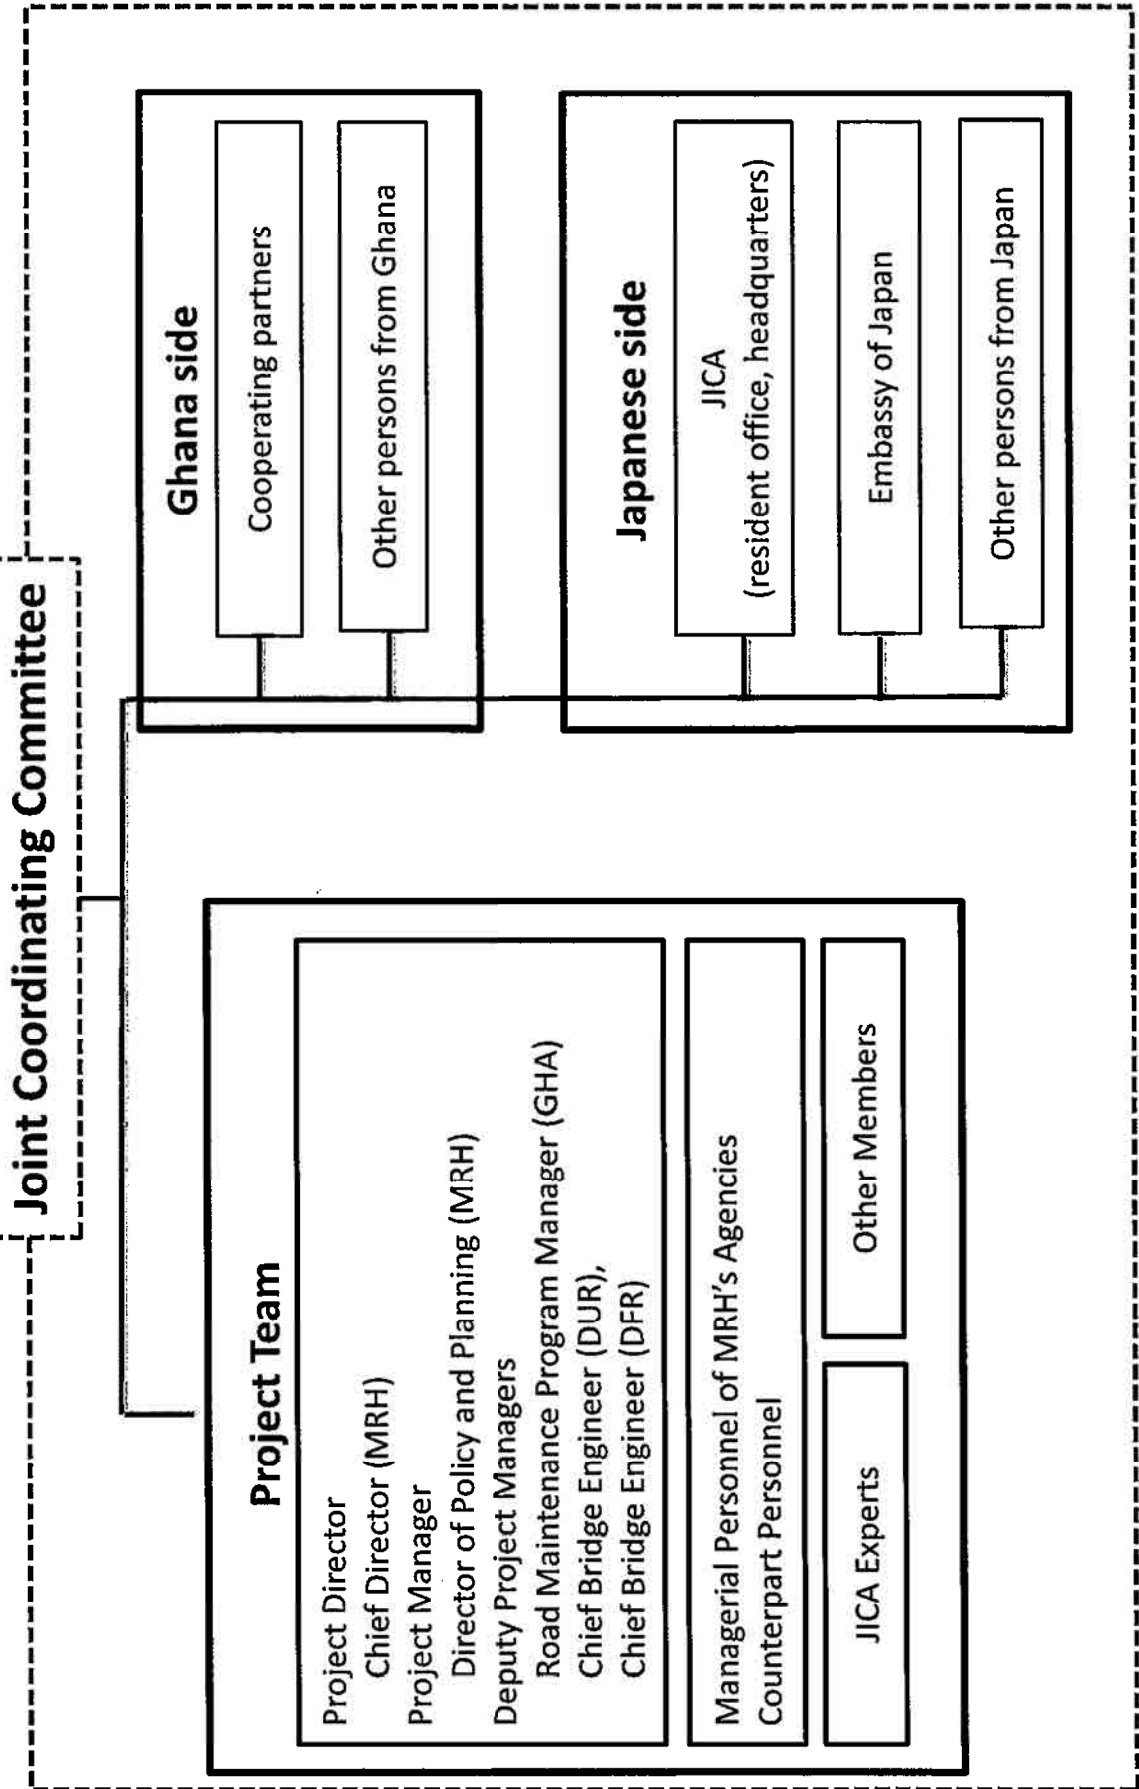 Joint Coordinating Committee
Project Team
Project Director
Chief Director (MRH)
Project Manager
Director of Policy and Planning (MRH)
Deputy Project Managers
Road Maintenance Program Manager (GHA)
Chief Bridge Engineer (DUR),
Chief Bridge Engineer (DFR)
Managerial Personnel of MRH's Agencies
Counterpart Personnel
JICA Experts
Other Members
Ghana side
Cooperating partners
Other persons from Ghana
Japanese side
JICA
(resident office, headquarters)
Embassy of Japan
Other persons from Japan